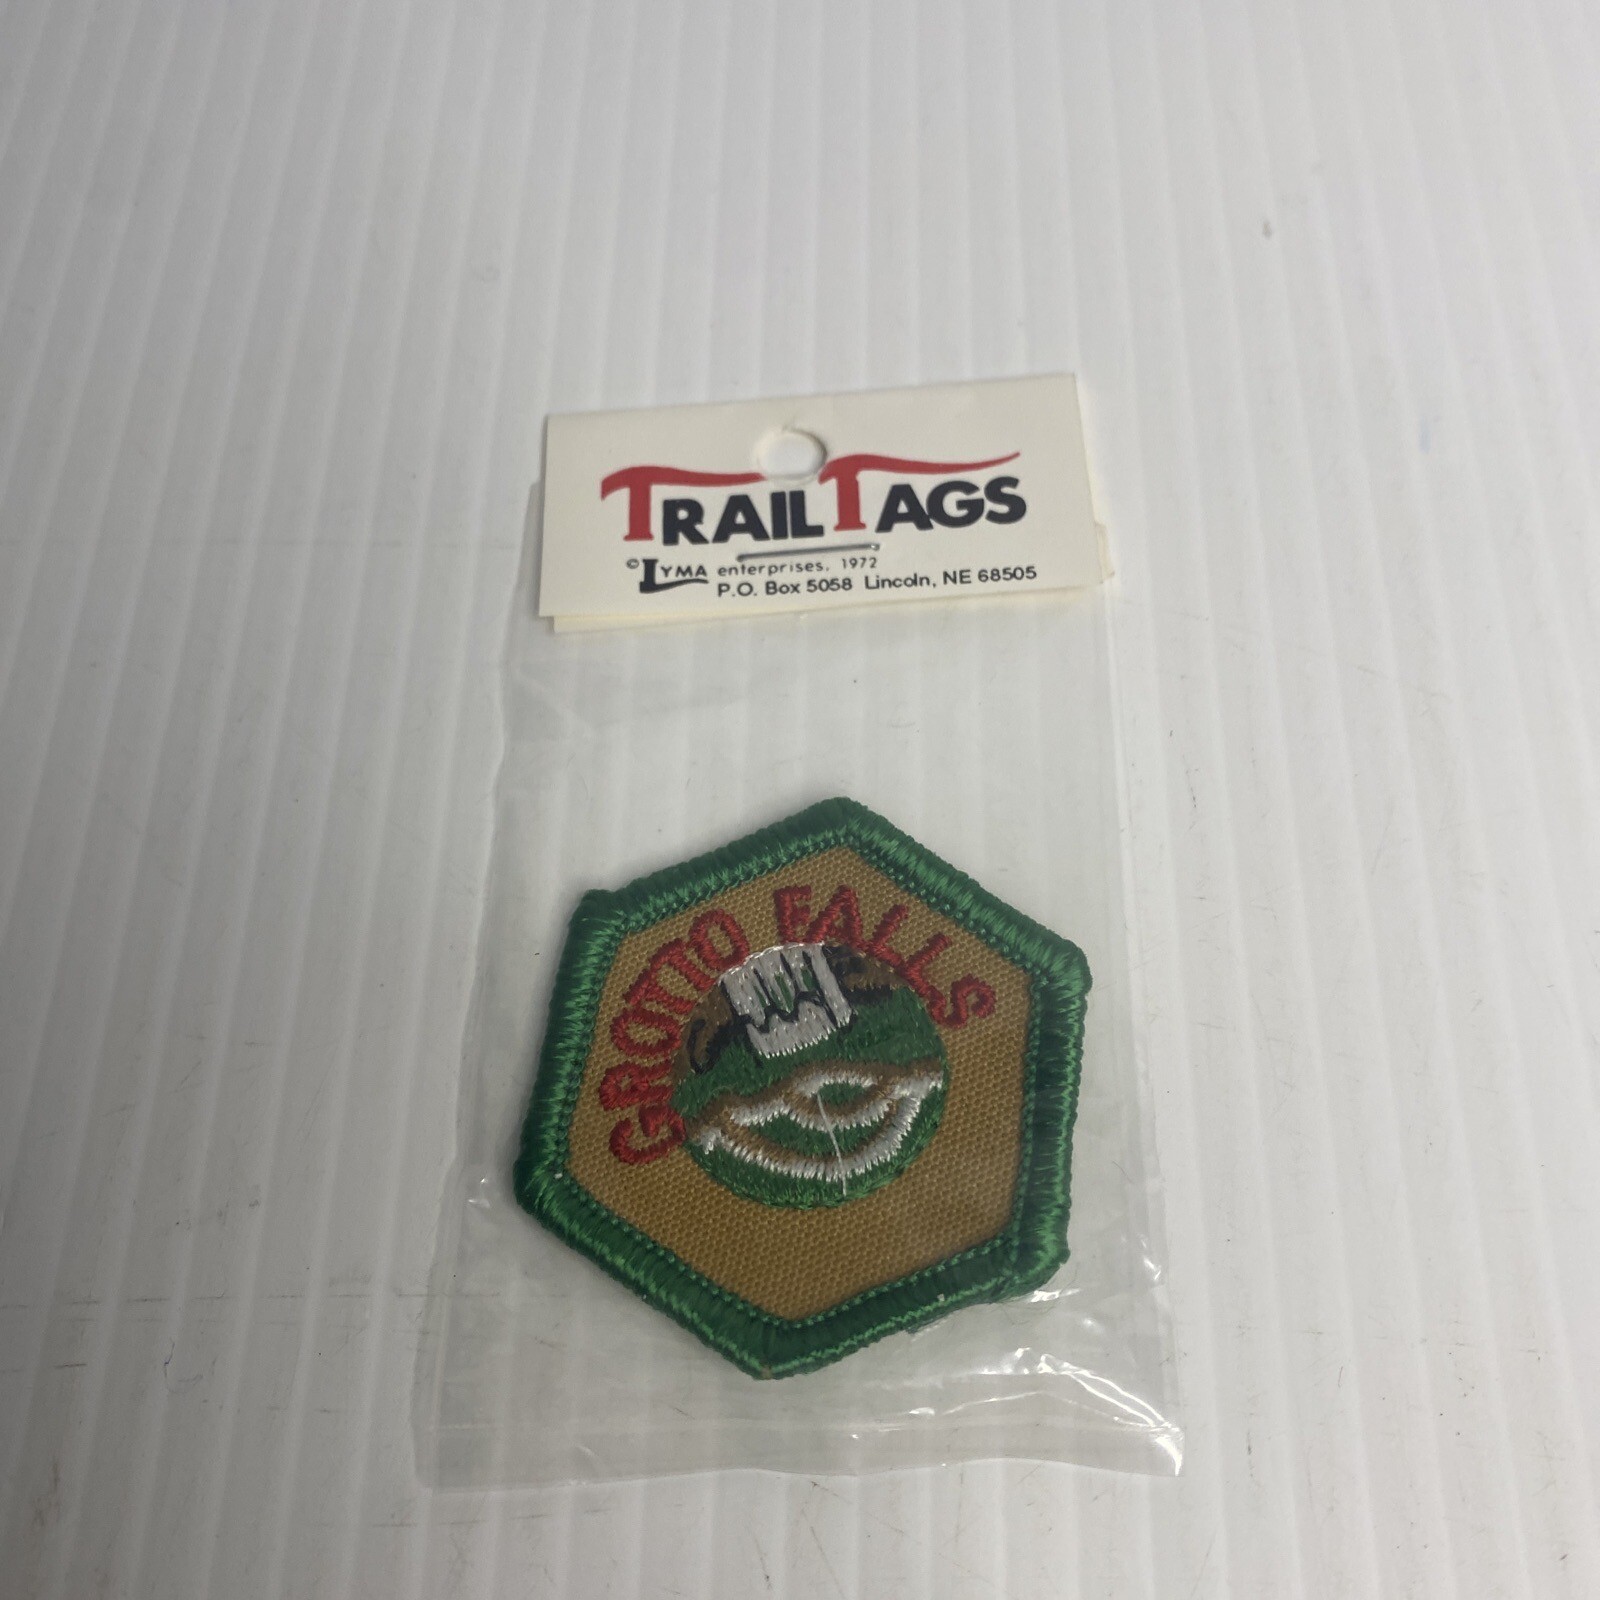 TRAIL TAGS
© LYMA enterprises, 1972
P.O. Box 5058 Lincoln, NE 68505
GROTTO FALLS